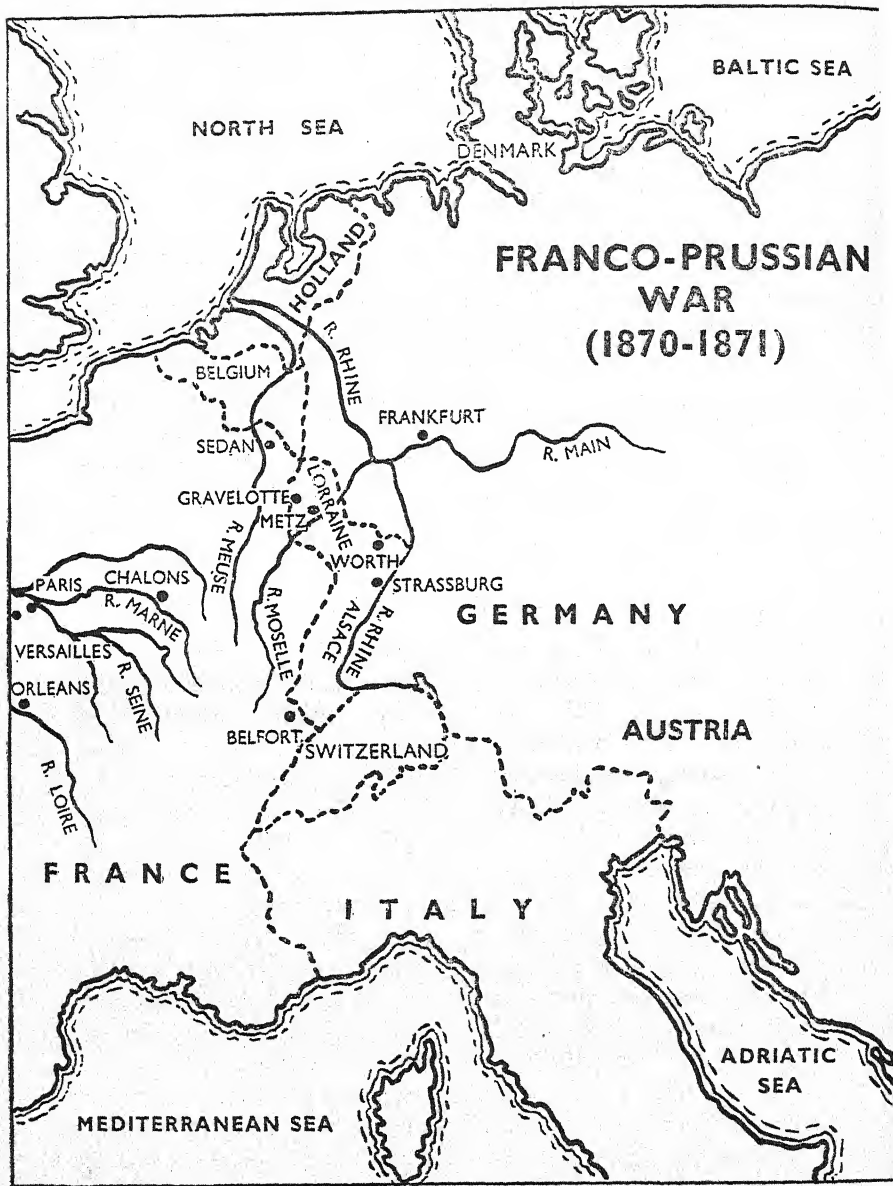 BALTIC SEA
NORTH SEA
DENMARK
FRANCO-PRUSSIAN
WAR
(1870-1871)
HOLLAND
R. RHINE
BELGIUM
FRANKFURT
SEDAN
R. MAIN
GRAVELOTTE
LORRAINE
METZ
R. MEUSE
WORTH
PARIS
CHALONS
STRASSBURG
R. MARNE
R. MOSELLE
ALSACE
R. RHINE
GERMANY
VERSAILLES
R. SEINE
ORLEANS
BELFORT
SWITZERLAND
AUSTRIA
R. LOIRE
FRANCE
ITALY
ADRIATIC
SEA
MEDITERRANEAN SEA